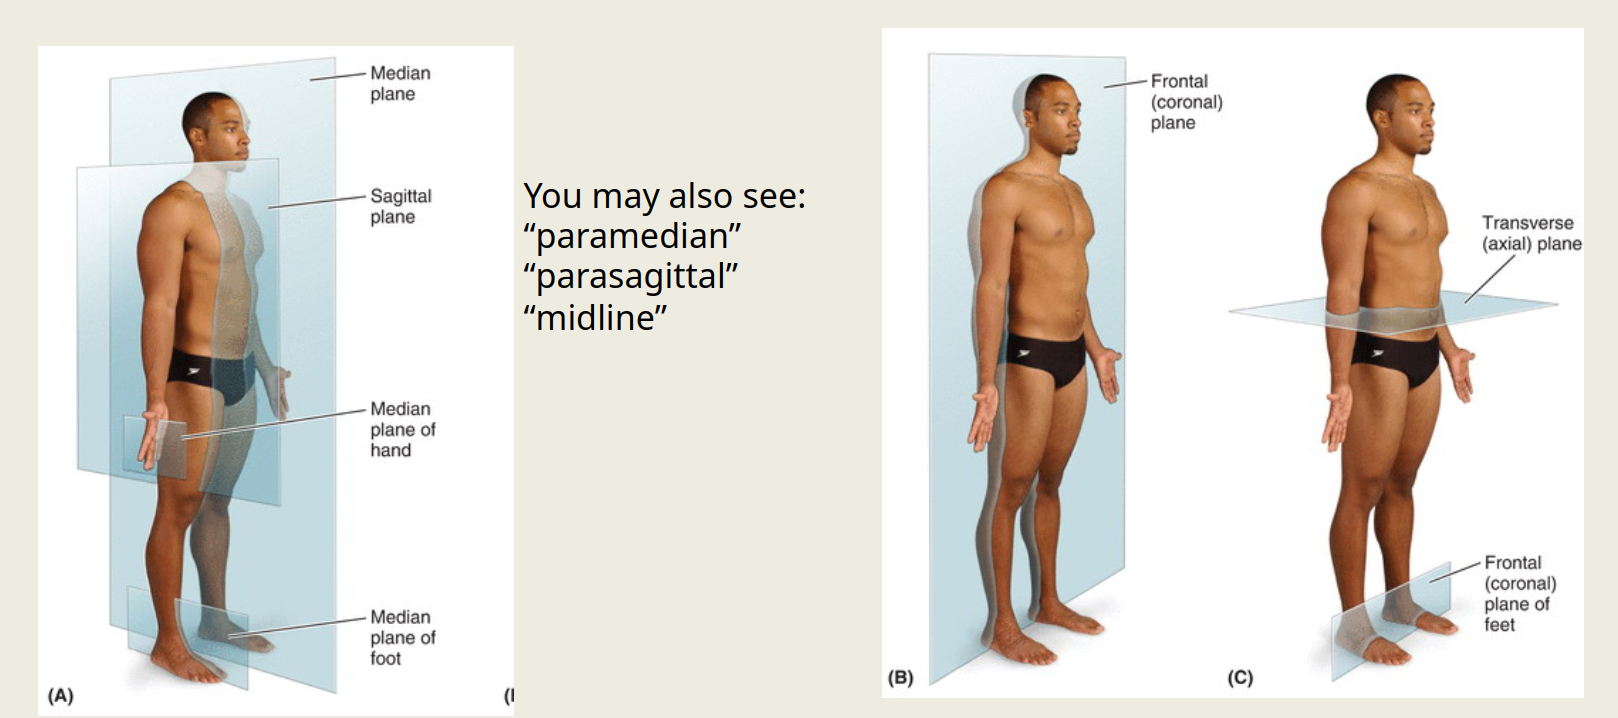 Median
plane
Sagittal
plane
Median
plane of
hand
Median
plane of
foot
(A)
You may also see:
“paramedian”
“parasagittal”
“midline”
Frontal
(coronal)
plane
(B)
Transverse
(axial) plane
Frontal
(coronal)
plane of
feet
(C)